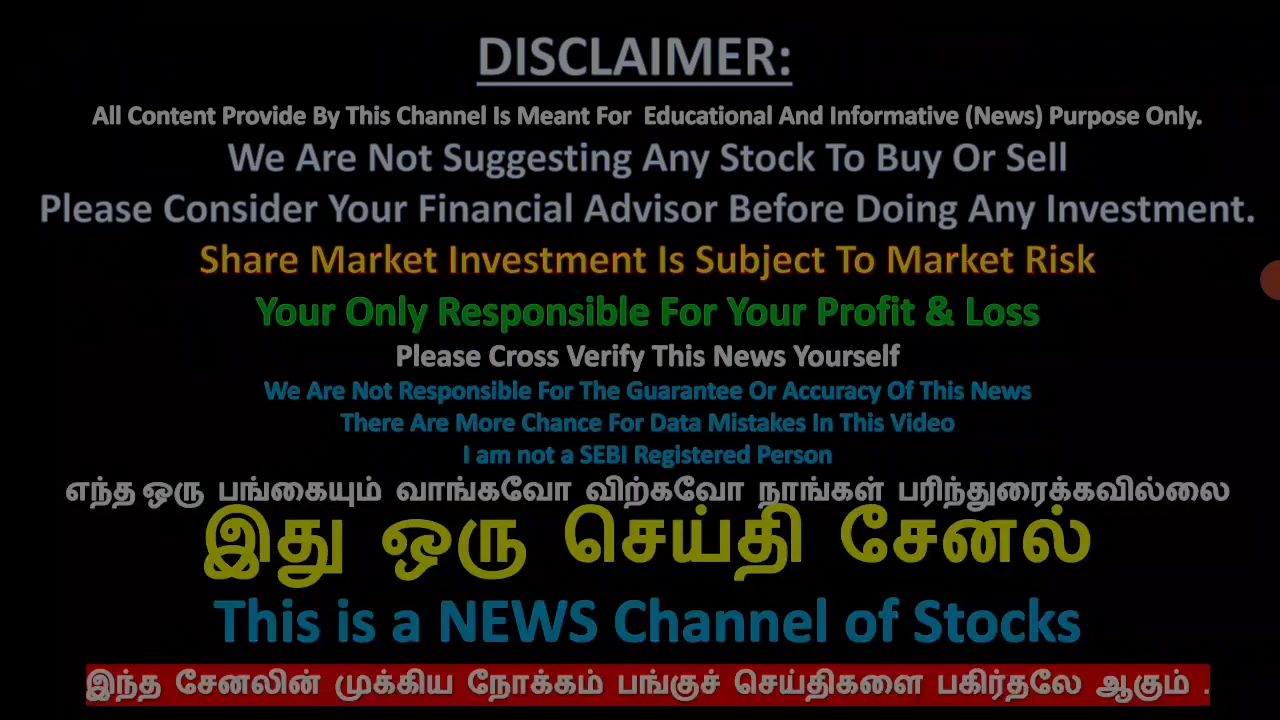 DISCLAIMER:
All Content Provide By This Channel Is Meant For Educational And Informative (News) Purpose Only.
We Are Not Suggesting Any Stock To Buy Or Sell
Please Consider Your Financial Advisor Before Doing Any Investment.
Share Market Investment Is Subject To Market Risk
Your Only Responsible For Your Profit & Loss
Please Cross Verify This News Yourself
We Are Not Responsible For The Guarantee Or Accuracy Of This News
There Are More Chance For Data Mistakes In This Video
I am not a SEBI Registered Person
எந்த ஒரு பங்கையும் வாங்கவோ விற்கவோ நாங்கள் பரிந்துரைக்கவில்லை
இது ஒரு செய்தி சேனல்
This is a NEWS Channel of Stocks
இந்த சேனலின் முக்கிய நோக்கம் பங்குச் செய்திகளை பகிர்தலே ஆகும் .